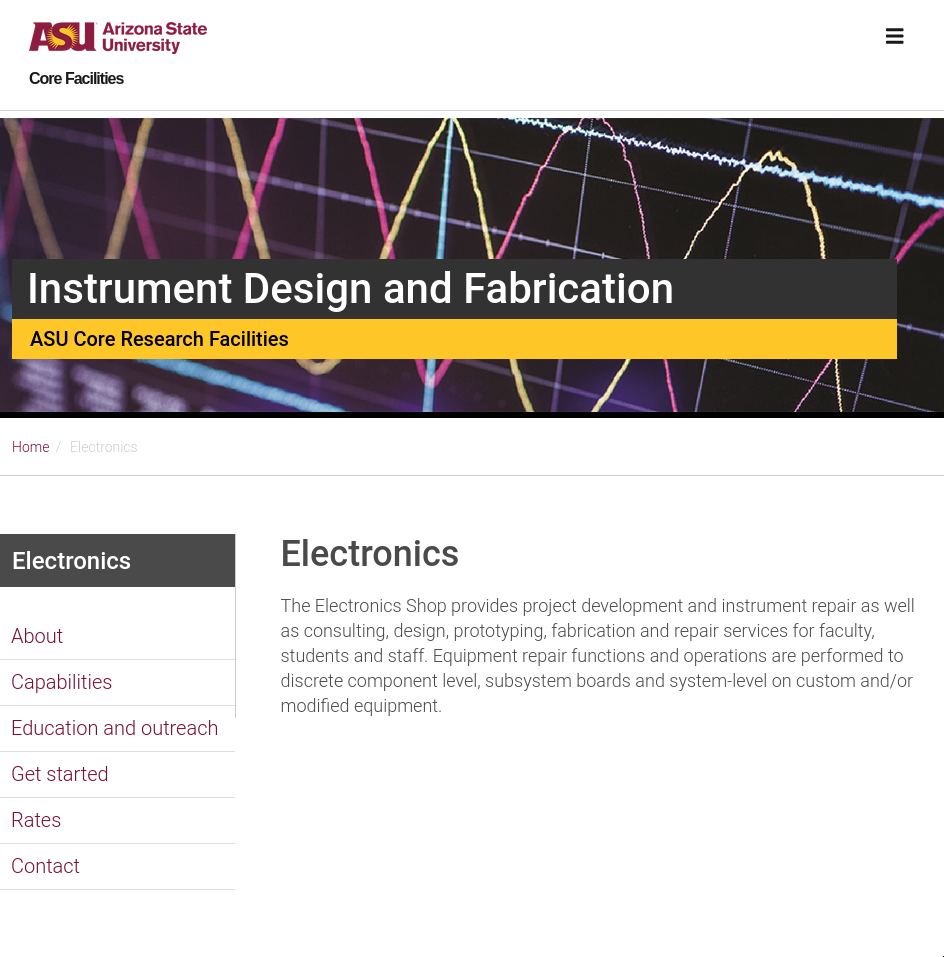 ASU Arizona State
University
Core Facilities
Instrument Design and Fabrication
ASU Core Research Facilities
Home / Electronics
Electronics
About
Capabilities
Education and outreach
Get started
Rates
Contact
Electronics
The Electronics Shop provides project development and instrument repair as well
as consulting, design, prototyping, fabrication and repair services for faculty,
students and staff. Equipment repair functions and operations are performed to
discrete component level, subsystem boards and system-level on custom and/or
modified equipment.